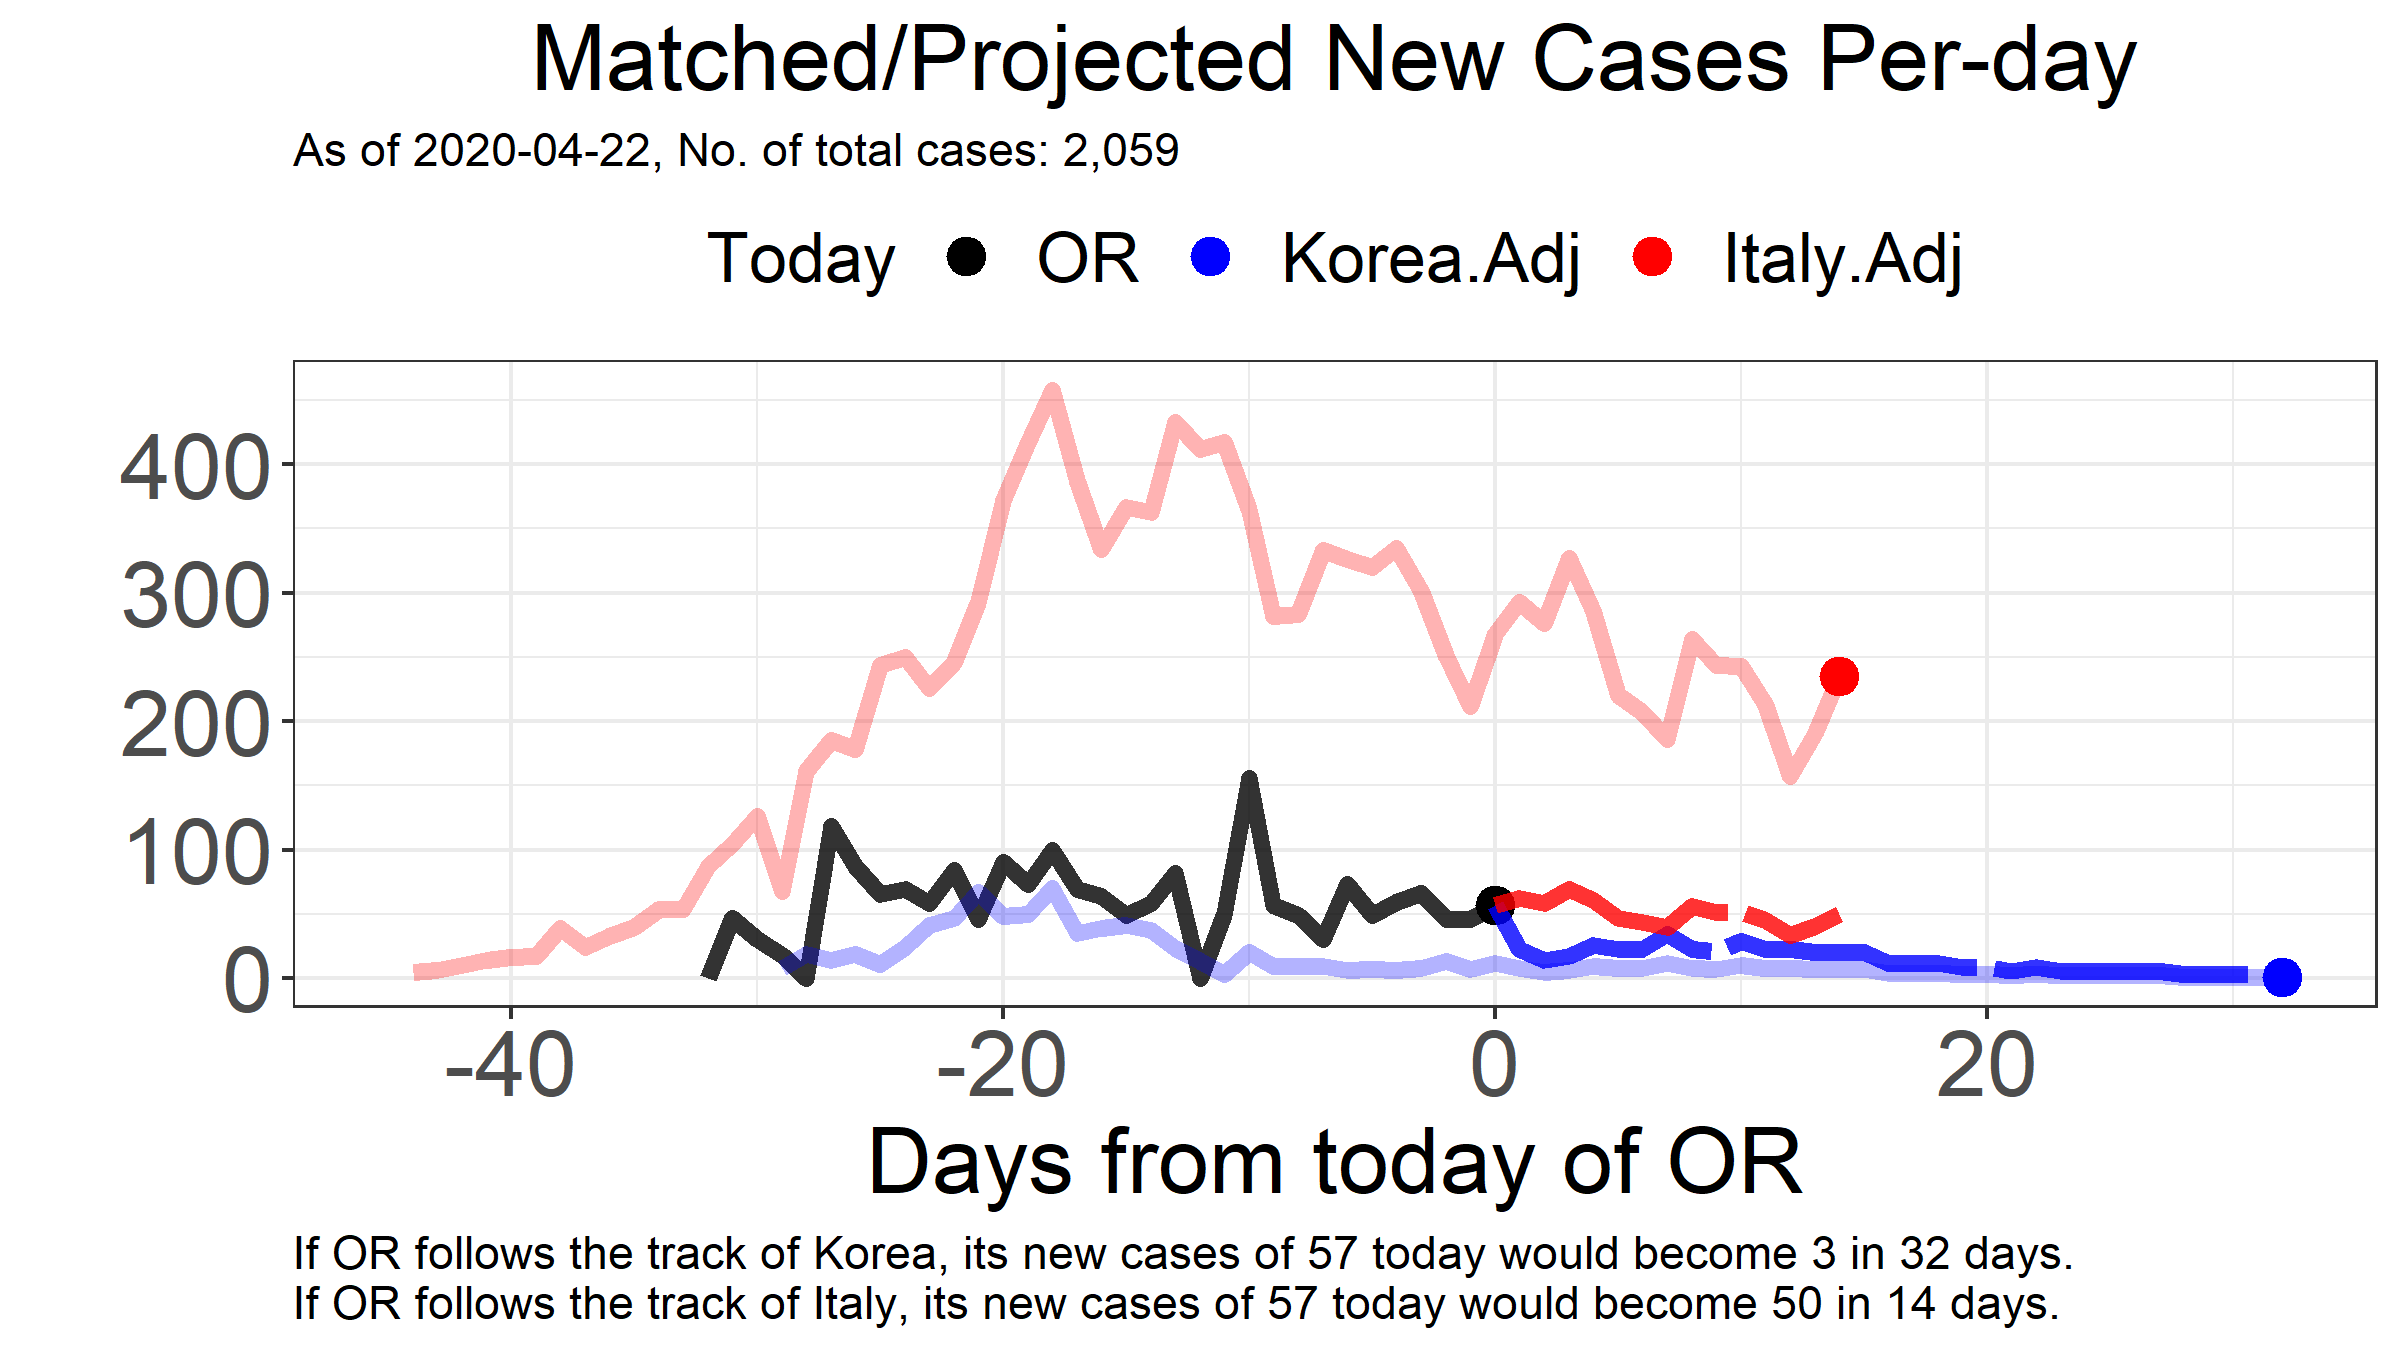 Matched/Projected New Cases Per-day
As of 2020-04-22, No. of total cases: 2,059
Today OR Korea.Adj Italy.Adj
400
300
200
100
0
-40 -20 0 20
Days from today of OR
If OR follows the track of Korea, its new cases of 57 today would become 3 in 32 days.
If OR follows the track of Italy, its new cases of 57 today would become 50 in 14 days.